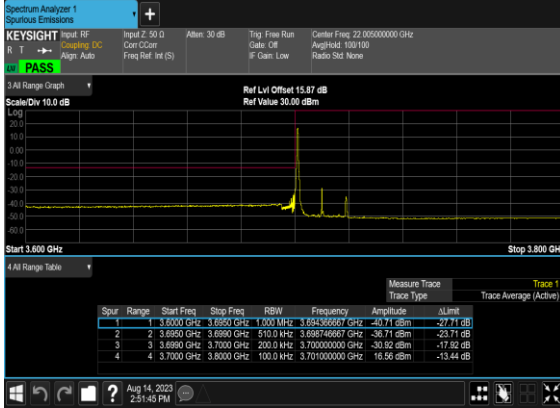 Spectrum Analyzer 1
Spurious Emissions
+
KEYSIGHT Input: RF Input Z: 50 Ω Atten: 30 dB Trig: Free Run Center Freq: 22.005000000 GHz
R T Coupling: DC Corr CCorr Gate: Off Avg|Hold: 100/100
Align: Auto Freq Ref: Int (S) IF Gain: Low Radio Std: None
LXI PASS
3.All Range Graph
Ref Lvl Offset 15.87 dB
Scale/Div 10.0 dB Ref Value 30.00 dBm
Log
20.0
10.0
0.00
-10.0
-20.0
-30.0
-40.0
-50.0
-60.0
Start 3.600 GHz Stop 3.800 GH
4.All Range Table
Measure Trace Trace 1
Trace Type Trace Average (Active)
Spur Range Start Freq Stop Freq RBW Frequency Amplitude ΔLimit
1 1 3.6000 GHz 3.6950 GHz 1.000 MHz 3.694366667 GHz -40.71 dBm -27.71 dB
2 2 3.6950 GHz 3.6990 GHz 510.0 kHz 3.698746667 GHz -36.71 dBm -23.71 dB
3 3 3.6990 GHz 3.7000 GHz 200.0 kHz 3.700000000 GHz -30.92 dBm -17.92 dB
4 4 3.7000 GHz 3.8000 GHz 100.0 kHz 3.701000000 GHz 16.56 dBm -13.44 dB
? Aug 14, 2023
2:51:45 PM